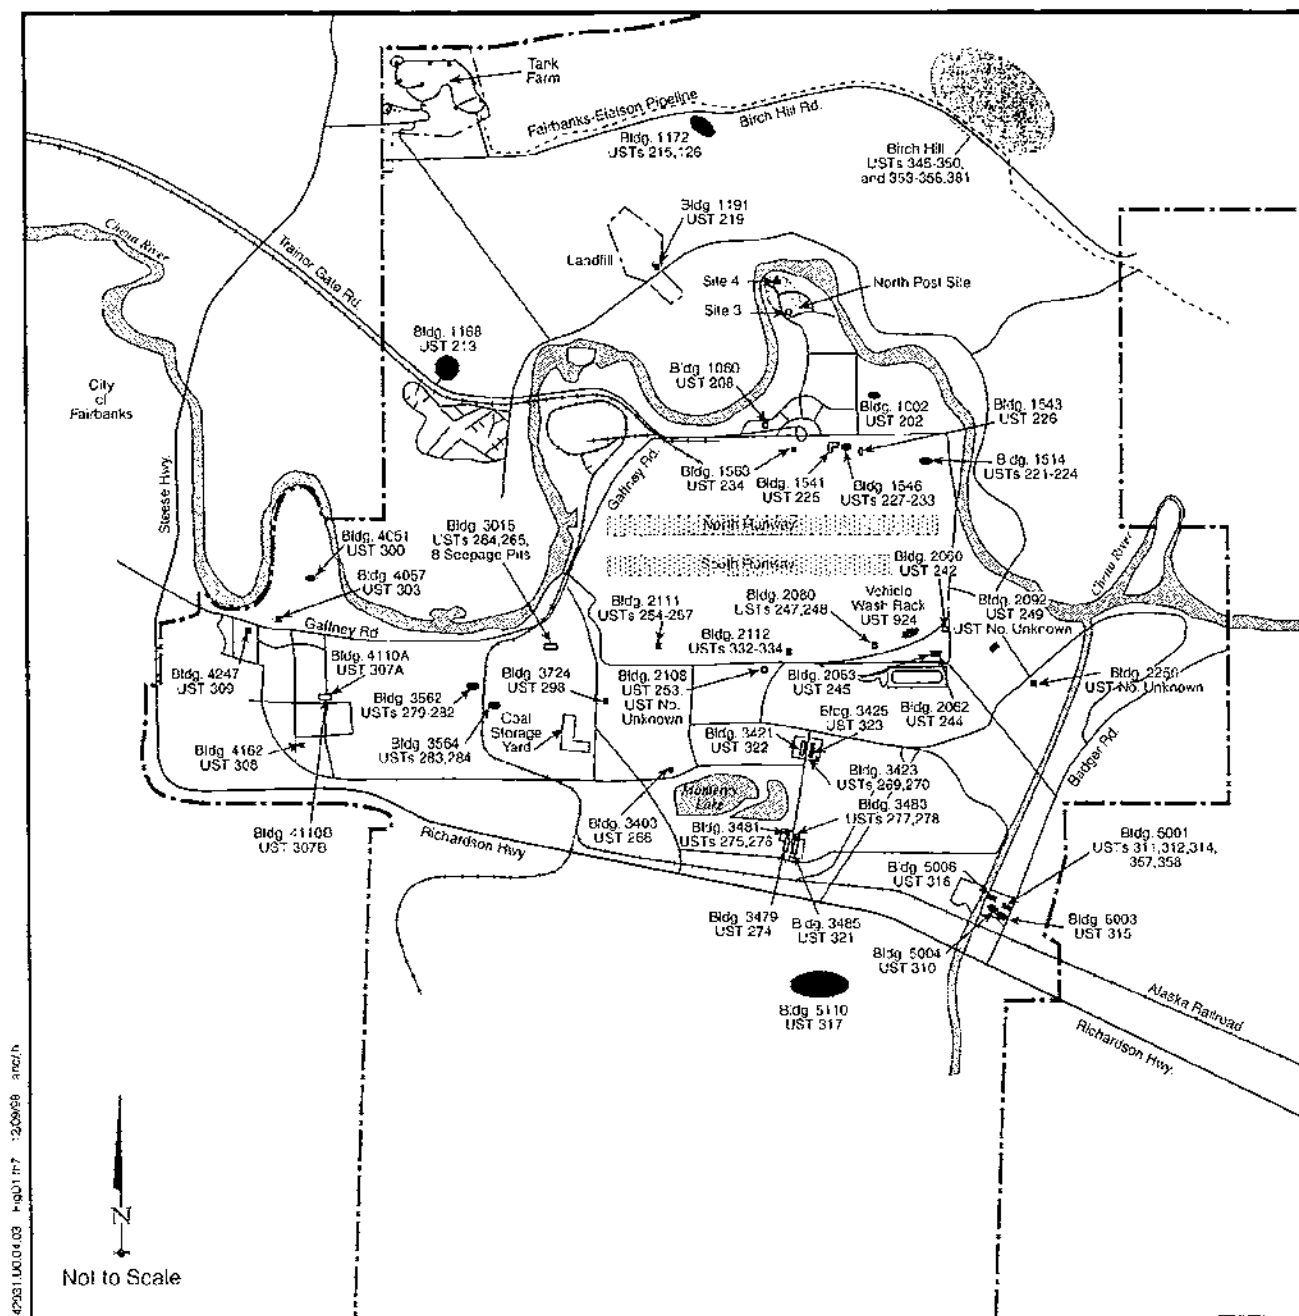 Tank
Farm
Fairbanks-Eielson Pipeline
Birch Hill Rd.
Bldg. 1172
USTs 215,126
Birch Hill
USTs 346-350,
and 353-356,381
Bldg 1191
UST 219
Landfill
Chena River
Trainor Gate Rd.
Site 4
North Post Site
Site 3
Bldg. 1168
UST 213
City
of
Fairbanks
Bldg. 1060
UST 208
Bldg. 1002
UST 202
Bldg. 1543
UST 226
Bldg. 1514
USTs 221-224
Bldg. 1563
UST 234
Bldg. 1541
UST 225
Bldg. 1546
USTs 227-233
Gaffney Rd.
Steese Hwy.
North Runway
South Runway
Bldg. 4051
UST 300
Bldg 3015
USTs 264,265,
8 Seepage Pits
Bldg. 4057
UST 303
Bldg. 2060
UST 242
Chena River
Gaffney Rd
Bldg. 2111
USTs 254-257
Bldg. 2080
USTs 247,248
Vehicle
Wash Rack
UST 924
Bldg. 2092
UST 249
UST No. Unknown
Bldg. 2112
USTs 332-334
Bldg. 4247
UST 309
Bldg. 4110A
UST 307A
Bldg. 3562
USTs 279-282
Bldg. 3724
UST 298
Bldg. 2108
UST 253,
UST No.
Unknown
Bldg. 2063
UST 245
Bldg. 2062
UST 244
Bldg. 2250
UST No. Unknown
Bldg. 4162
UST 308
Bldg. 3564
USTs 283,284
Coal
Storage
Yard
Bldg. 3421
UST 322
Bldg. 3425
UST 323
Badger Rd.
Bldg. 3423
USTs 269,270
Lake
Bldg. 3483
USTs 277,278
Bldg. 4110B
UST 307B
Richardson Hwy
Bldg. 3403
UST 268
Bldg. 3481
USTs 275,276
Bldg. 5001
USTs 311,312,314,
357,358
Bldg. 5006
UST 316
Bldg. 3479
UST 274
Bldg. 3485
UST 321
Bldg. 5003
UST 315
Bldg. 5004
UST 310
Bldg. 5110
UST 317
Alaska Railroad
Richardson Hwy.
N
Not to Scale